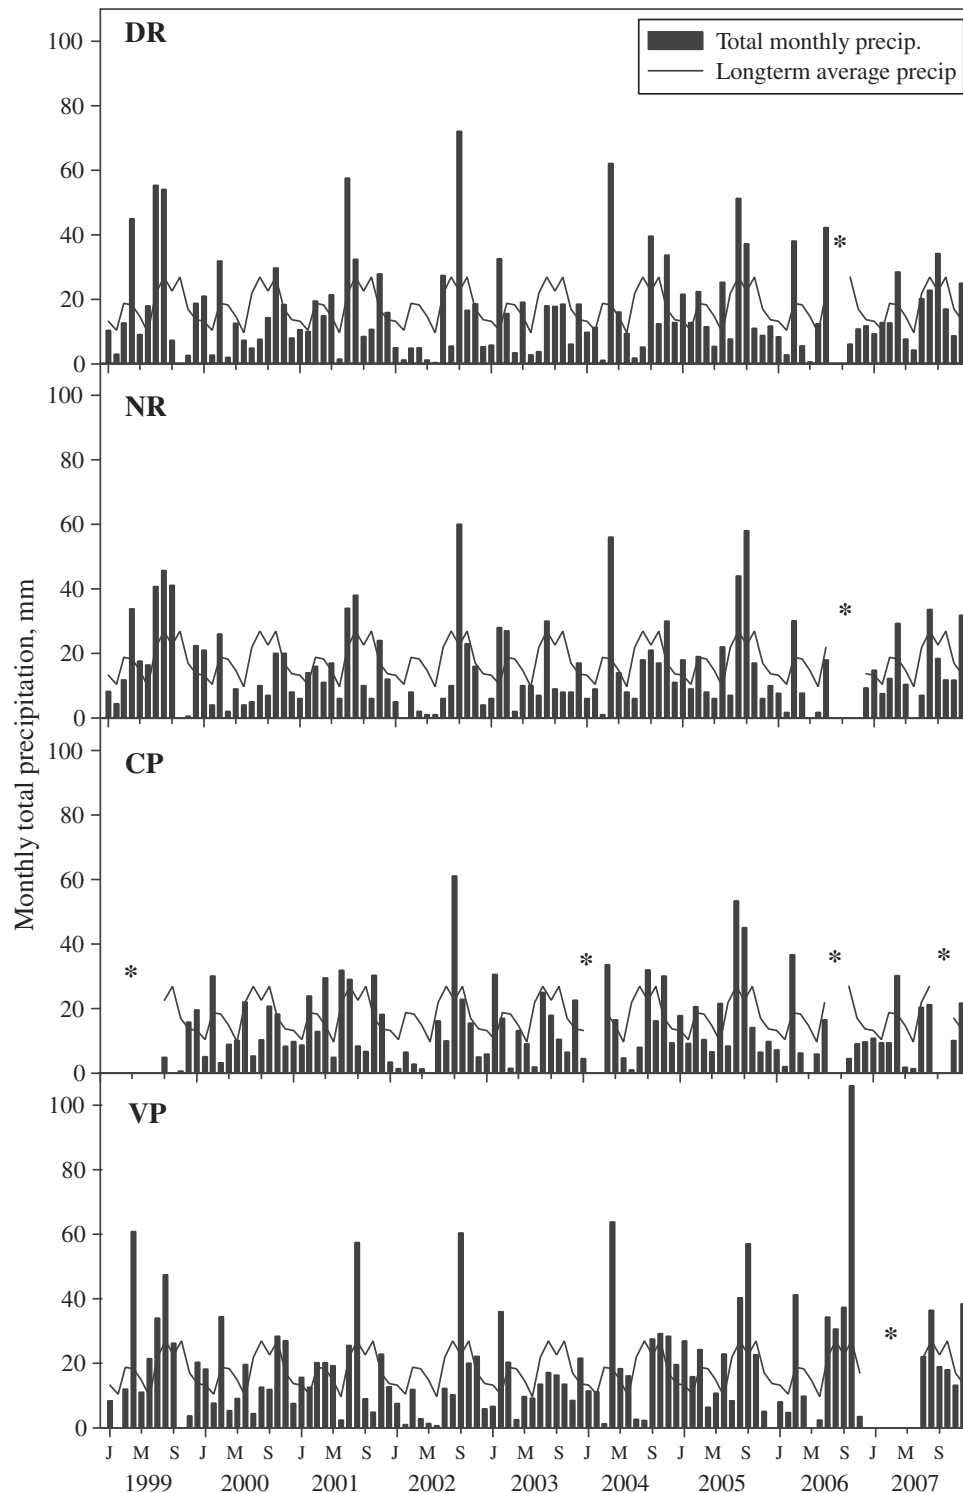 DR
Total monthly precip.
Longterm average precip
100
80
60
40
20
0
*
NR
100
80
60
40
20
0
*
CP
100
80
60
40
20
0
* * * *
VP
100
80
60
40
20
0
*
J M S J M S J M S J M S J M S J M S J M S J M S J M S
1999 2000 2001 2002 2003 2004 2005 2006 2007
Monthly total precipitation, mm